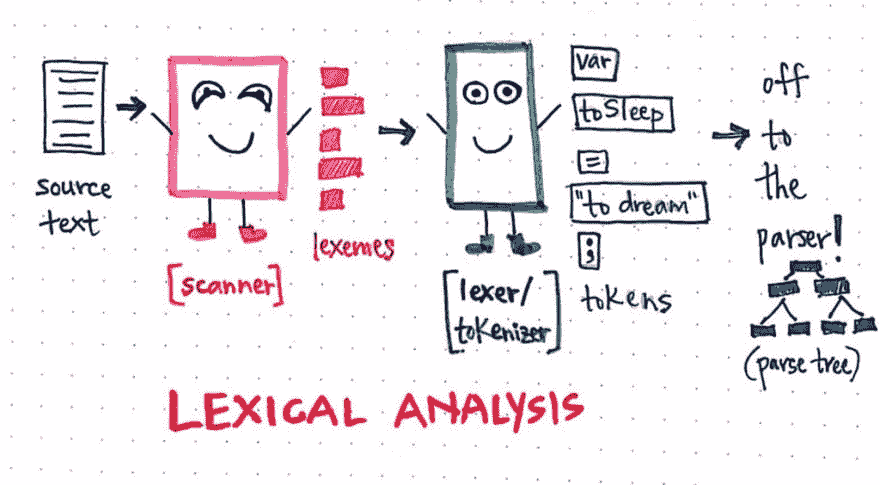 source
text
[scanner]
lexemes
[lexer/
tokenizer]
var
toSleep
=
"to dream"
;
tokens
off
to
the
parser!
(parse tree)
LEXICAL ANALYSIS